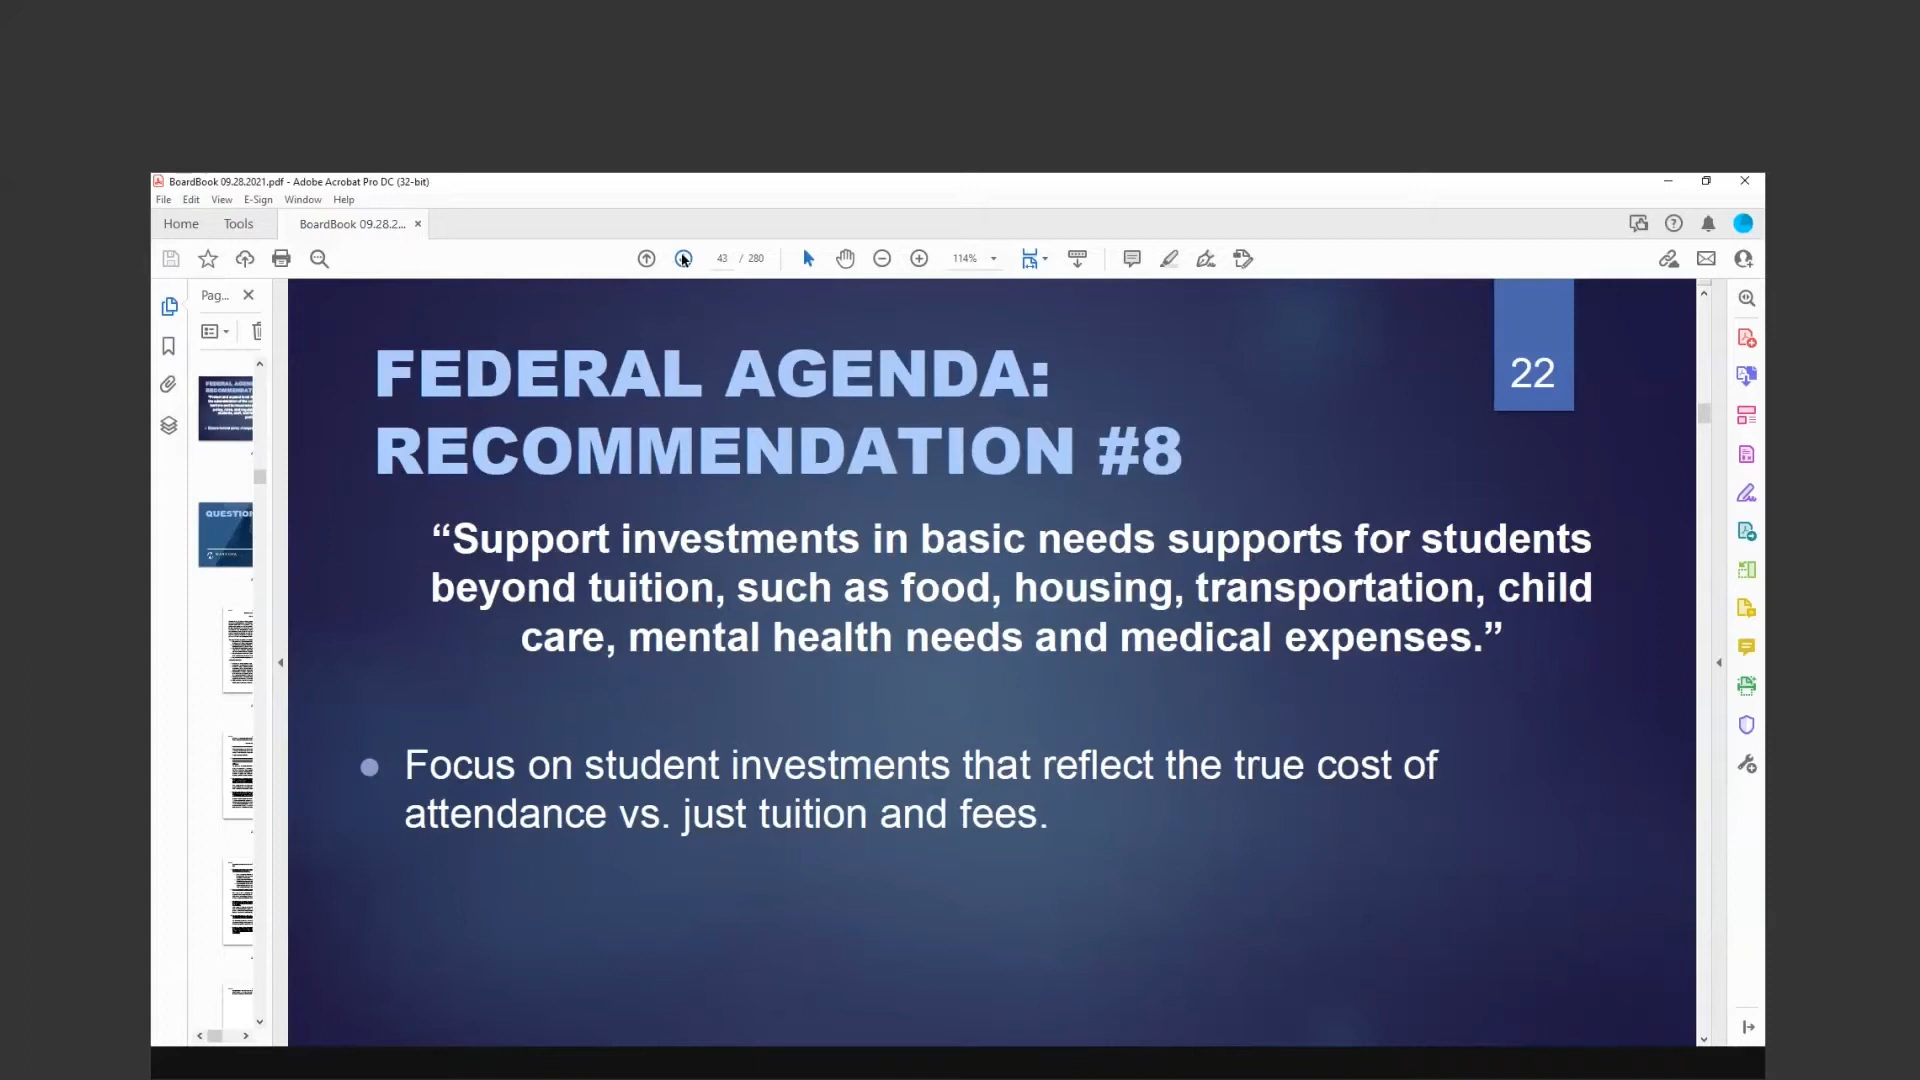 BoardBook 09.28.2021.pdf - Adobe Acrobat Pro DC (32-bit)
File Edit View E-Sign Window Help
Home Tools BoardBook 09.28.2... ×
43 / 280 114%
Pag...
FEDERAL AGENDA:
RECOMMENDATION #8
22
“Support investments in basic needs supports for students
beyond tuition, such as food, housing, transportation, child
care, mental health needs and medical expenses.”
Focus on student investments that reflect the true cost of
attendance vs. just tuition and fees.
FEDERAL AGEN
QUESTION